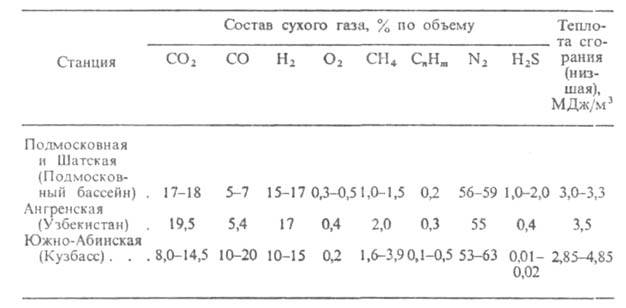 Станция
Состав сухого газа, % по объему
Теплота сгорания (низшая), МДж/м³
CO₂ CO H₂ O₂ CH₄ CₙHₘ N₂ H₂S
Подмосковная
и Шатская
(Подмосков-
ный бассейн) . 17–18 5–7 15–17 0,3–0,5 1,0–1,5 0,2 56–59 1,0–2,0 3,0–3,3
Ангренская
(Узбекистан) . 19,5 5,4 17 0,4 2,0 0,3 55 0,4 3,5
Южно-Абинская
(Кузбасс) . . . 8,0–14,5 10–20 10–15 0,2 1,6–3,9 0,1–0,5 53–63 0,01– 2,85–4,85
0,02